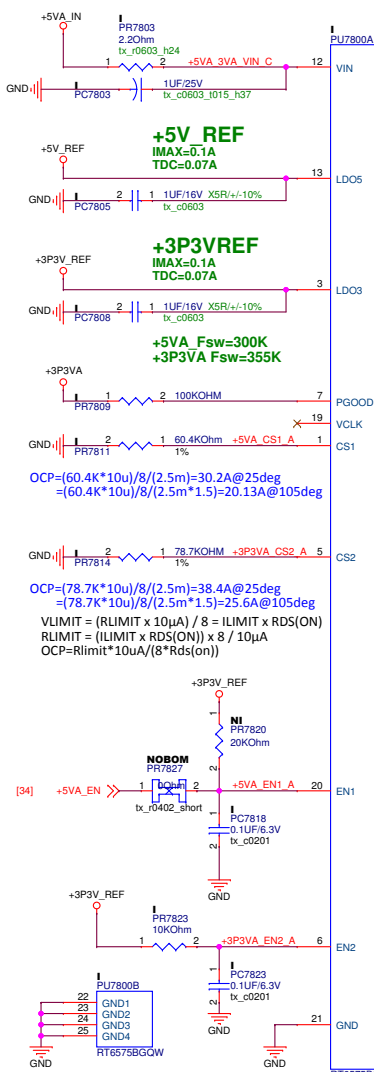 +5VA_IN
I
PR7803
2.2Ohm
tx_r0603_h24
I
PU7800A
1
2
+5VA_3VA_VIN_C
12
VIN
GND
I
PC7803
1UF/25V
tx_c0603_t015_h37
+5V_REF
IMAX=0.1A
TDC=0.07A
+5V_REF
13
LDO5
GND
2
1
1UF/16V X5R/+/-10%
I
PC7805
tx_c0603
+3P3VREF
IMAX=0.1A
TDC=0.07A
+3P3V_REF
3
LDO3
GND
2
1
1UF/16V X5R/+/-10%
I
PC7808
tx_c0603
+5VA_Fsw=300K
+3P3VA Fsw=355K
+3P3VA
1
2
100KOHM
7
PGOOD
I
PR7809
19
VCLK
GND
2
1
60.4KOhm
+5VA_CS1_A
1
CS1
I
PR7811
1%
OCP=(60.4K*10u)/8/(2.5m)=30.2A@25deg
=(60.4K*10u)/8/(2.5m*1.5)=20.13A@105deg
GND
2
1
78.7KOHM
+3P3VA_CS2_A
5
CS2
I
PR7814
1%
OCP=(78.7K*10u)/8/(2.5m)=38.4A@25deg
=(78.7K*10u)/8/(2.5m*1.5)=25.6A@105deg
VLIMIT = (RLIMIT x 10µA) / 8 = ILIMIT x RDS(ON)
RLIMIT = (ILIMIT x RDS(ON)) x 8 / 10µA
OCP=Rlimit*10uA/(8*Rds(on))
+3P3V_REF
1
NI
PR7820
20KOhm
2
NOBOM
PR7827
[34]
+5VA_EN
1
0Ohm
2
+5VA_EN1_A
20
EN1
tx_r0402_short
1
I
PC7818
0.1UF/6.3V
tx_c0201
2
GND
+3P3V_REF
I
PR7823
10KOhm
1
2
+3P3VA_EN2_A
6
EN2
1
I
PC7823
0.1UF/6.3V
tx_c0201
2
GND
I
PU7800B
22
GND1
23
GND2
24
GND3
25
GND4
RT6575BGQW
GND
21
GND
GND